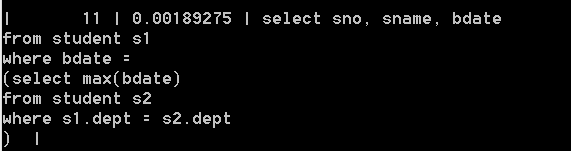 |       11 | 0.00189275 | select sno, sname, bdate
from student s1
where bdate =
(select max(bdate)
from student s2
where s1.dept = s2.dept
)  |